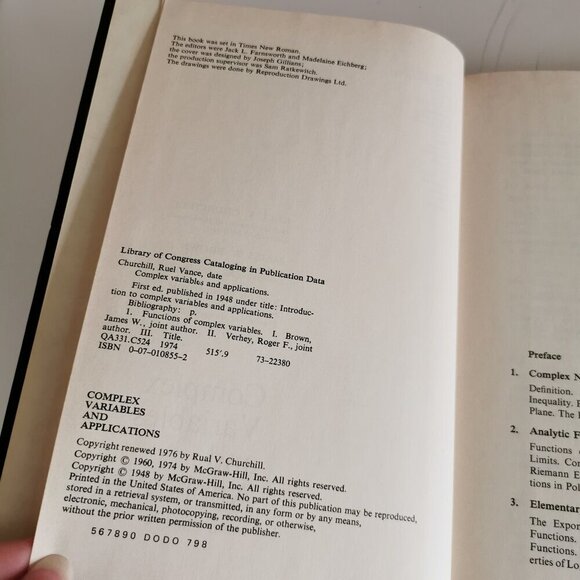 This book was set in Times New Roman.
The editors were Jack L. Farnsworth and Madelaine Eichberg;
the cover was designed by Joseph Gillians;
the production supervisor was Sam Ratkewitch.
The drawings were done by Reproduction Drawings Ltd.
Library of Congress Cataloging in Publication Data
Churchill, Ruel Vance, date
Complex variables and applications.
First ed. published in 1948 under title: Introduc-
tion to complex variables and applications.
Bibliography: p.
1. Functions of complex variables. I. Brown,
James W., joint author. II. Verhey, Roger F., joint
author. III. Title.
QA331.C524 1974 515'.9 73-22380
ISBN 0-07-010855-2
COMPLEX
VARIABLES
AND
APPLICATIONS
Copyright renewed 1976 by Rual V. Churchill.
Copyright © 1960, 1974 by McGraw-Hill, Inc. All rights reserved.
Copyright © 1948 by McGraw-Hill, Inc. All rights reserved.
Printed in the United States of America. No part of this publication may be reproduced,
stored in a retrieval system, or transmitted, in any form or by any means,
electronic, mechanical, photocopying, recording, or otherwise,
without the prior written permission of the publisher.
567890 DODO 798
Preface
1. Complex N
Definition.
Inequality. P
Plane. The
2. Analytic F
Functions
Limits. Con
Riemann E
tions in Pol
3. Elementar
The Expon
Functions.
Functions.
erties of Lo